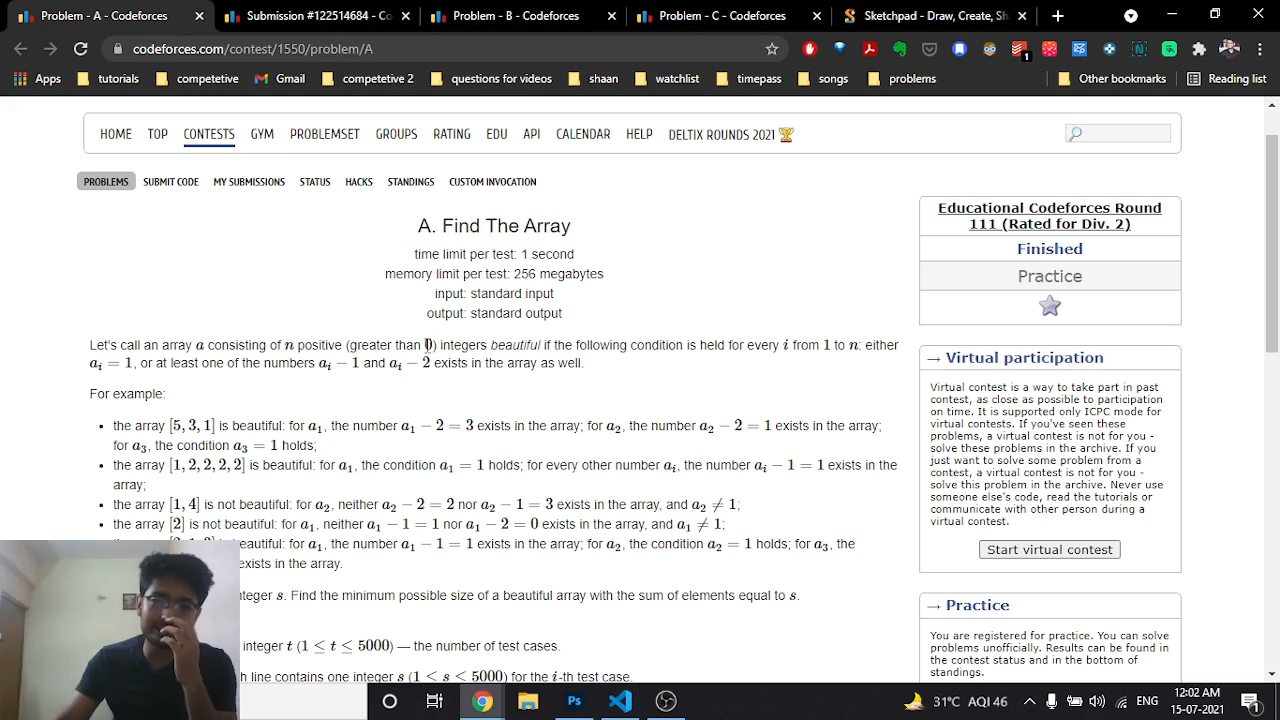 Problem - A - Codeforces
Submission #122514684 - Co
Problem - B - Codeforces
Problem - C - Codeforces
Sketchpad - Draw, Create, Sh
codeforces.com/contest/1550/problem/A
1
Apps
tutorials
competetive
Gmail
competetive 2
questions for videos
shaan
watchlist
timepass
songs
problems
Other bookmarks
Reading list
HOME TOP CONTESTS GYM PROBLEMSET GROUPS RATING EDU API CALENDAR HELP DELTIX ROUNDS 2021
PROBLEMS SUBMIT CODE MY SUBMISSIONS STATUS HACKS STANDINGS CUSTOM INVOCATION
A. Find The Array
time limit per test: 1 second
memory limit per test: 256 megabytes
input: standard input
output: standard output
Let's call an array a consisting of n positive (greater than 0) integers beautiful if the following condition is held for every i from 1 to n: either
a_i = 1, or at least one of the numbers a_i − 1 and a_i − 2 exists in the array as well.
For example:
• the array [5, 3, 1] is beautiful: for a_1, the number a_1 − 2 = 3 exists in the array; for a_2, the number a_2 − 2 = 1 exists in the array;
for a_3, the condition a_3 = 1 holds;
• the array [1, 2, 2, 2, 2] is beautiful: for a_1, the condition a_1 = 1 holds; for every other number a_i, the number a_i − 1 = 1 exists in the
array;
• the array [1, 4] is not beautiful: for a_2, neither a_2 − 2 = 2 nor a_2 − 1 = 3 exists in the array, and a_2 ≠ 1;
• the array [2] is not beautiful: for a_1, neither a_1 − 1 = 1 nor a_1 − 2 = 0 exists in the array, and a_1 ≠ 1;
eautiful: for a_1, the number a_1 − 1 = 1 exists in the array; for a_2, the condition a_2 = 1 holds; for a_3, the
exists in the array.
nteger s. Find the minimum possible size of a beautiful array with the sum of elements equal to s.
integer t (1 ≤ t ≤ 5000) — the number of test cases.
h line contains one integer s (1 ≤ s ≤ 5000) for the i-th test case.
Educational Codeforces Round
111 (Rated for Div. 2)
Finished
Practice
→ Virtual participation
Virtual contest is a way to take part in past
contest, as close as possible to participation
on time. It is supported only ICPC mode for
virtual contests. If you've seen these
problems, a virtual contest is not for you -
solve these problems in the archive. If you
just want to solve some problem from a
contest, a virtual contest is not for you -
solve this problem in the archive. Never use
someone else's code, read the tutorials or
communicate with other person during a
virtual contest.
Start virtual contest
→ Practice
You are registered for practice. You can solve
problems unofficially. Results can be found in
the contest status and in the bottom of
standings.
Ps
31°C AQI 46
ENG
12:02 AM
15-07-2021